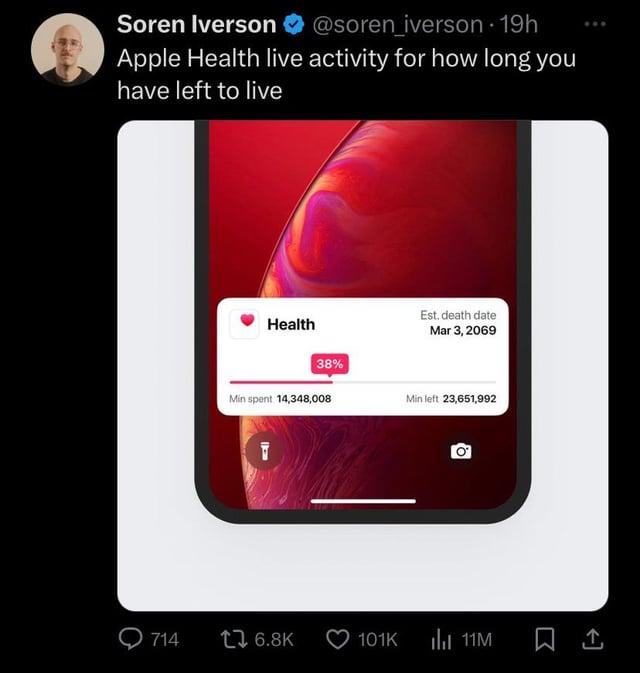 Soren Iverson @soren_iverson · 19h
Apple Health live activity for how long you
have left to live
Health
Est. death date
Mar 3, 2069
38%
Min spent 14,348,008
Min left 23,651,992
714 6.8K 101K 11M